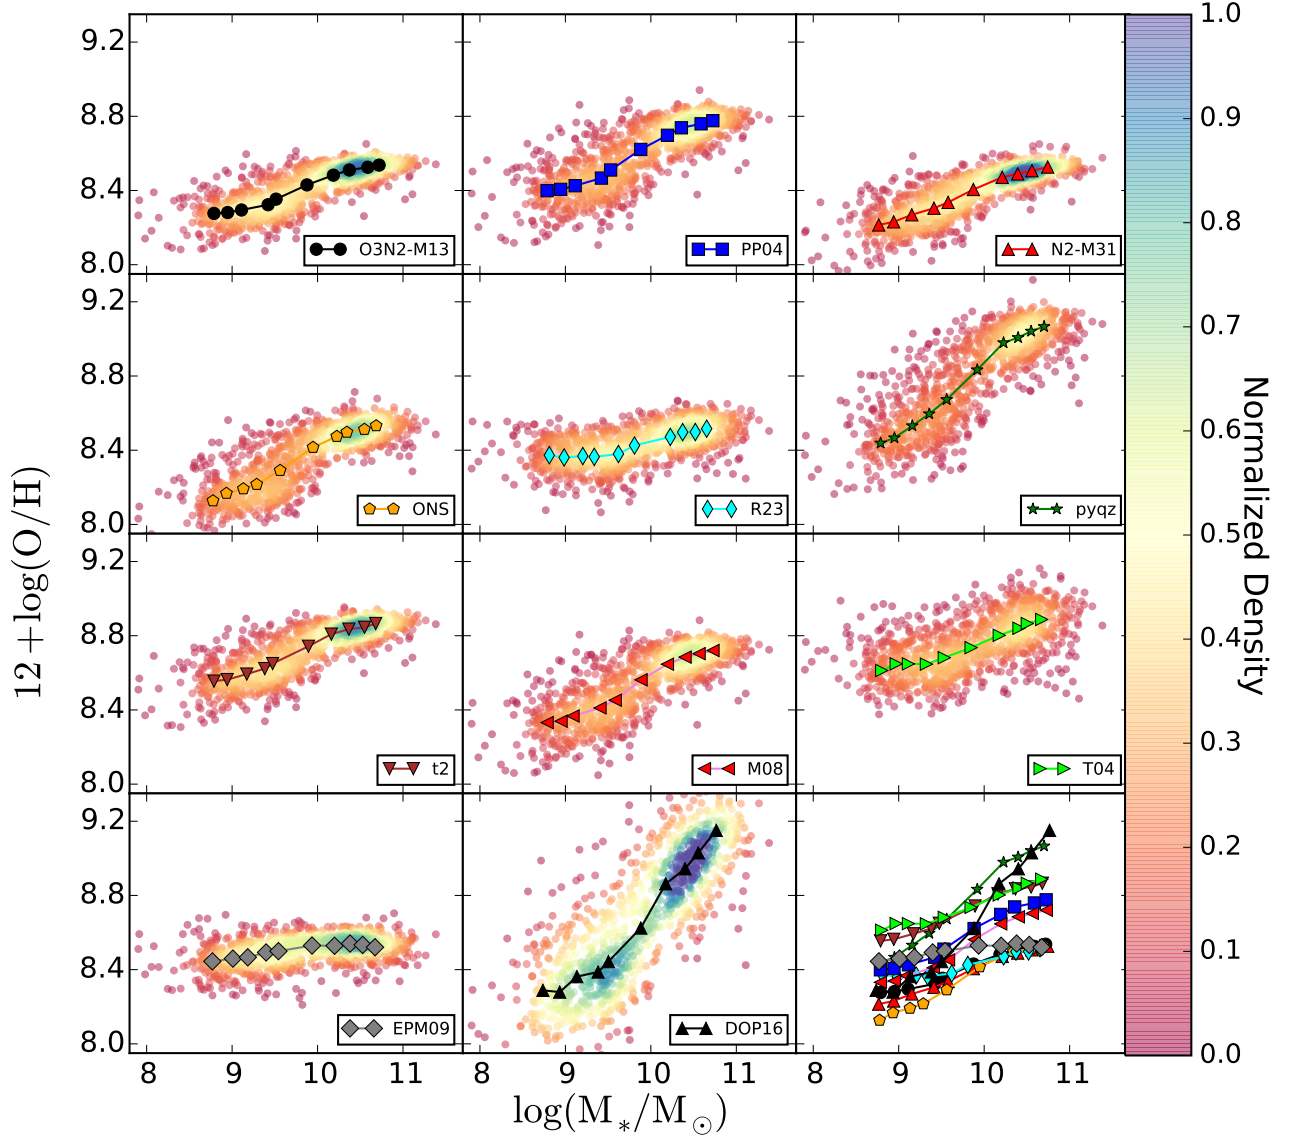 9.2
8.8
8.4
8.0
O3N2-M13
PP04
N2-M31
9.2
8.8
8.4
8.0
ONS
R23
pyqz
9.2
8.8
8.4
8.0
t2
M08
T04
9.2
8.8
8.4
8.0
EPM09
DOP16
8 9 10 11
8 9 10 11
8 9 10 11
12+log(O/H)
log(M*/M⊙)
1.0
0.9
0.8
0.7
0.6
0.5
0.4
0.3
0.2
0.1
0.0
Normalized Density